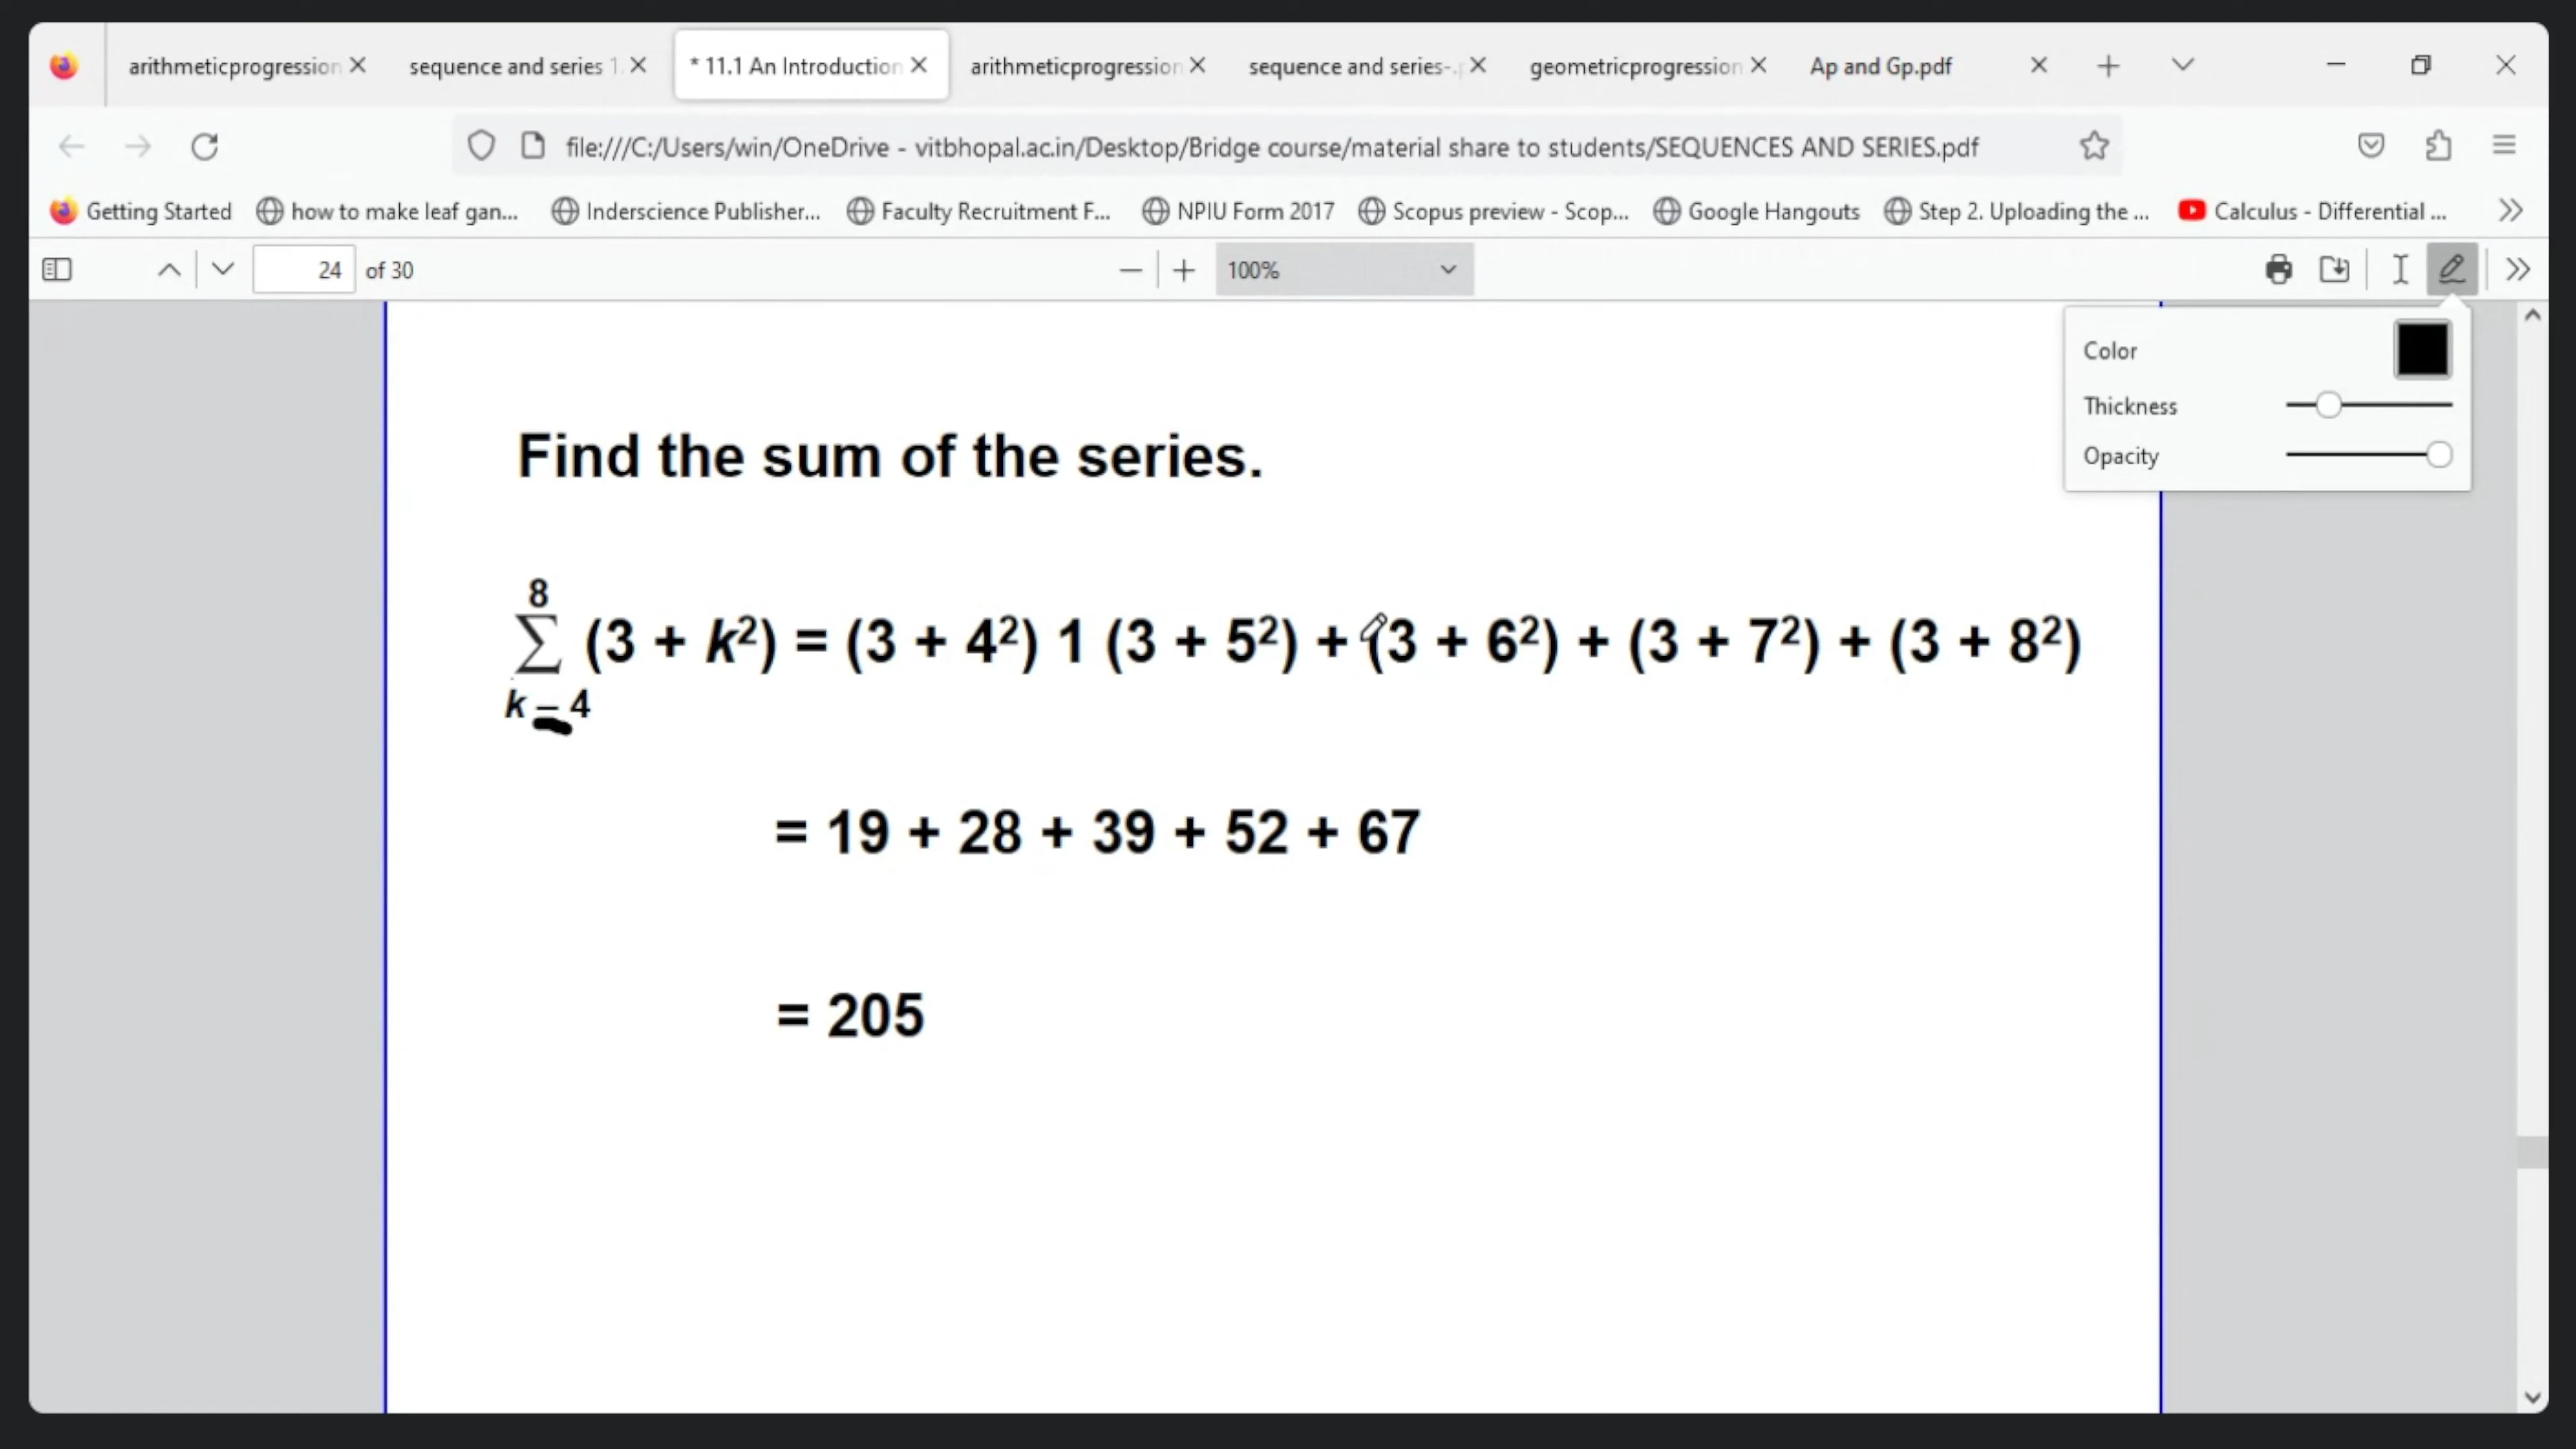 arithmeticprogression sequence and series 1. * 11.1 An Introduction arithmeticprogression sequence and series-.p geometricprogression Ap and Gp.pdf
file:///C:/Users/win/OneDrive - vitbhopal.ac.in/Desktop/Bridge course/material share to students/SEQUENCES AND SERIES.pdf
Getting Started how to make leaf gan... Inderscience Publisher... Faculty Recruitment F... NPIU Form 2017 Scopus preview - Scop... Google Hangouts Step 2. Uploading the ... Calculus - Differential ...
24 of 30 100%
Color
Thickness
Opacity
Find the sum of the series.
8
∑ (3 + k²) = (3 + 4²) 1 (3 + 5²) + (3 + 6²) + (3 + 7²) + (3 + 8²)
k – 4
= 19 + 28 + 39 + 52 + 67
= 205